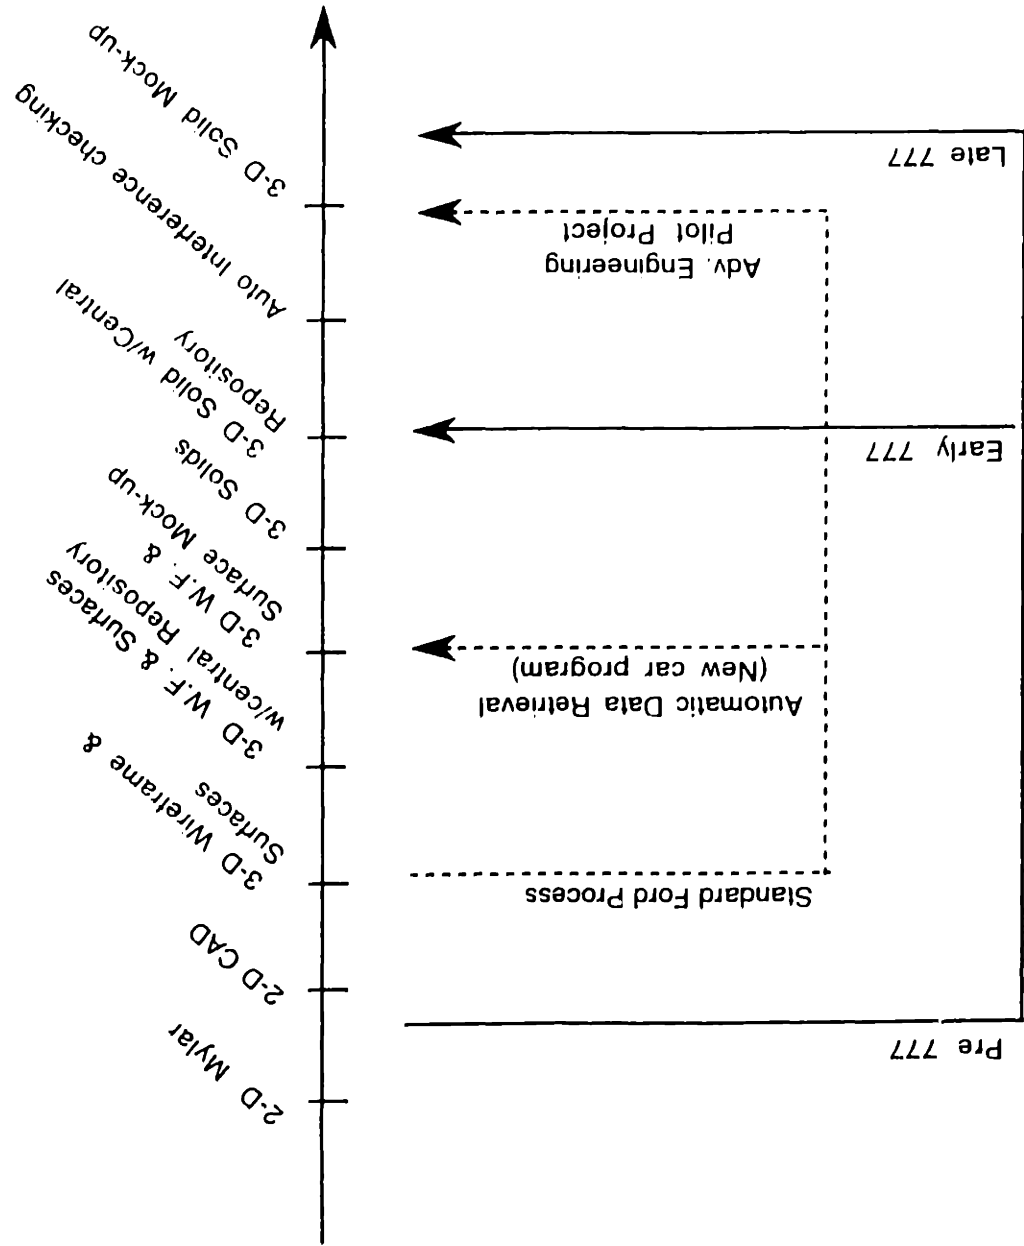 Pre 777
Standard Ford Process
Automatic Data Retrieval
(New car program)
Early 777
Adv. Engineering
Pilot Project
Late 777
2-D Mylar
2-D CAD
3-D Wireframe &
Surfaces
3-D W.F. & Surfaces
w/central Repository
3-D W.F. &
Surface Mock-up
3-D Solids
3-D Solid w/Central
Repository
Auto Interference checking
3-D Solid Mock-up